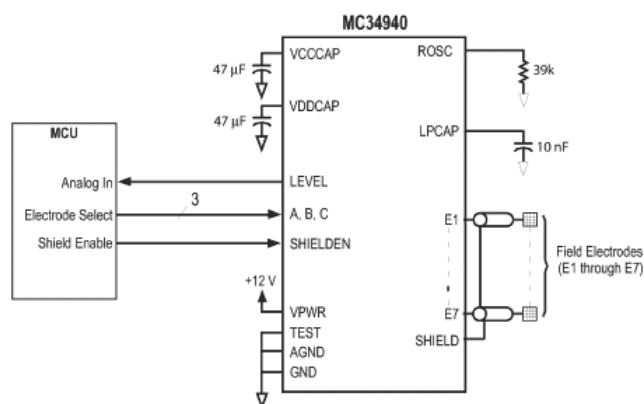 MC34940
VCCCAP
ROSC
47 µF
39k
VDDCAP
47 µF
LPCAP
MCU
10 nF
Analog In
LEVEL
3
Electrode Select
A, B, C
E1
Shield Enable
SHIELDEN
Field Electrodes
(E1 through E7)
+12 V
VPWR
E7
TEST
SHIELD
AGND
GND